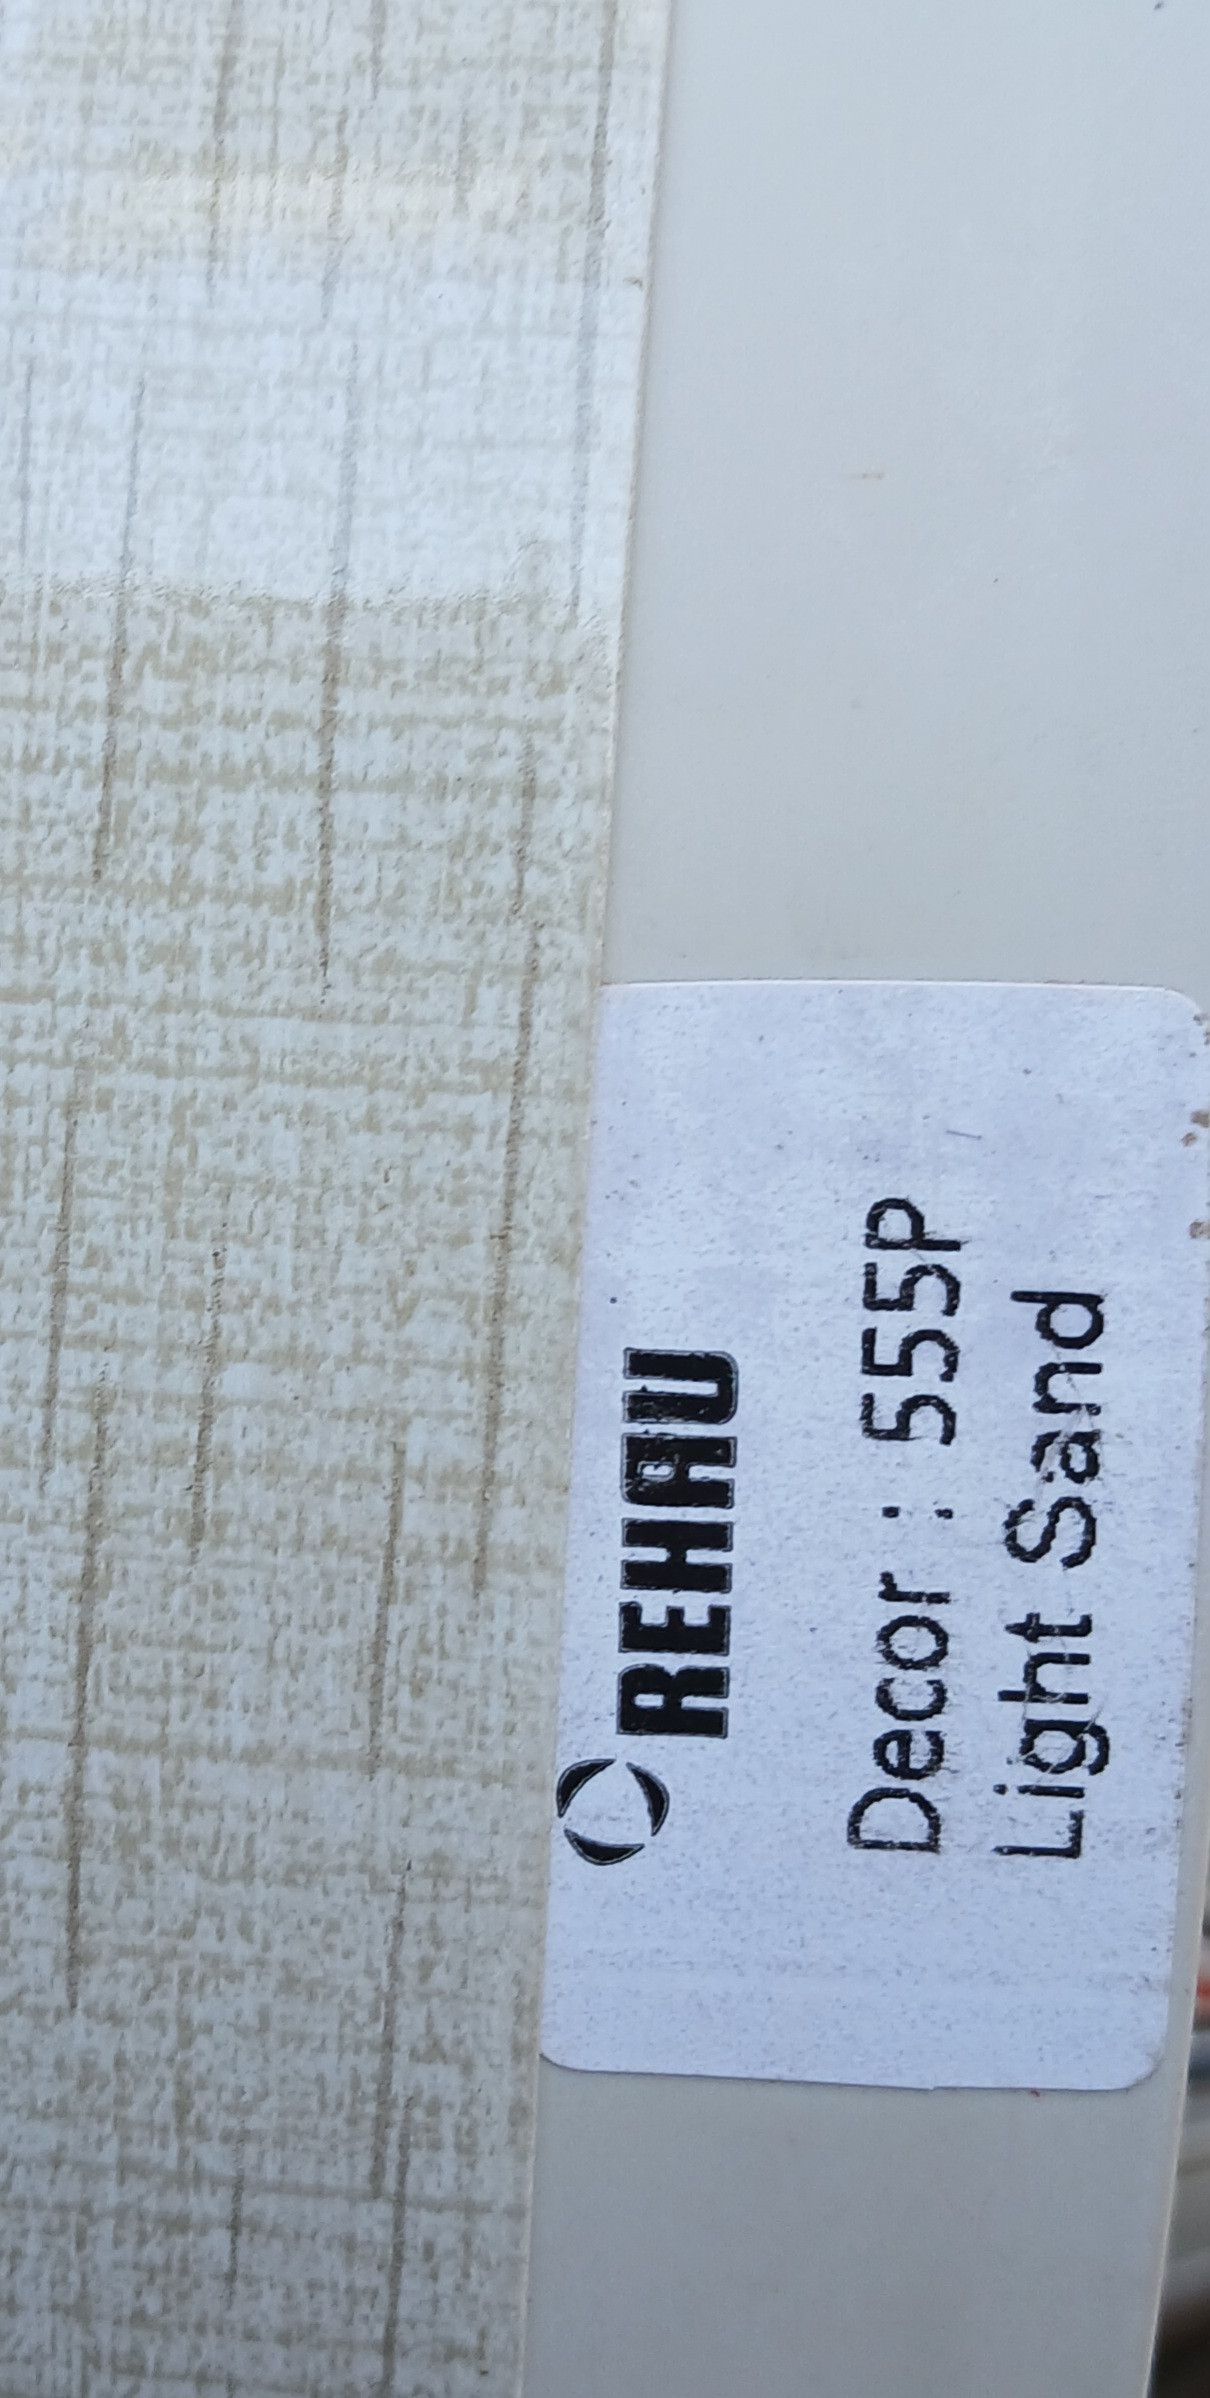 REHAU
Decor : 555P
Light Sand